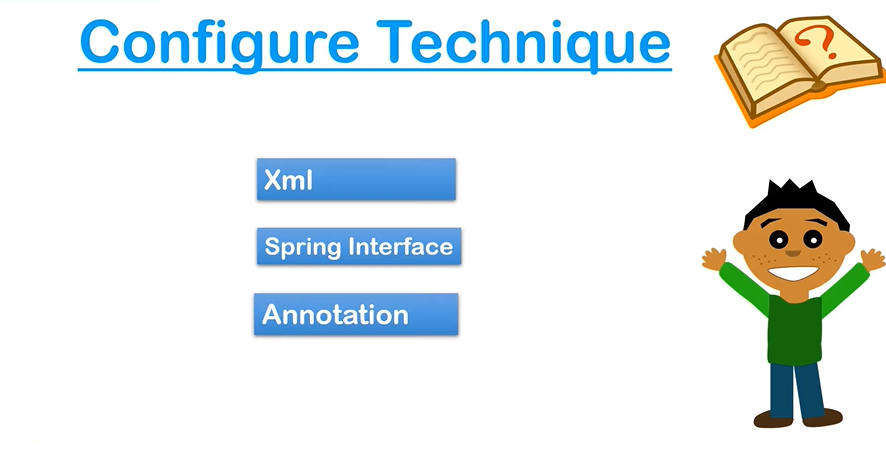 Configure Technique
?
Xml
Spring Interface
Annotation